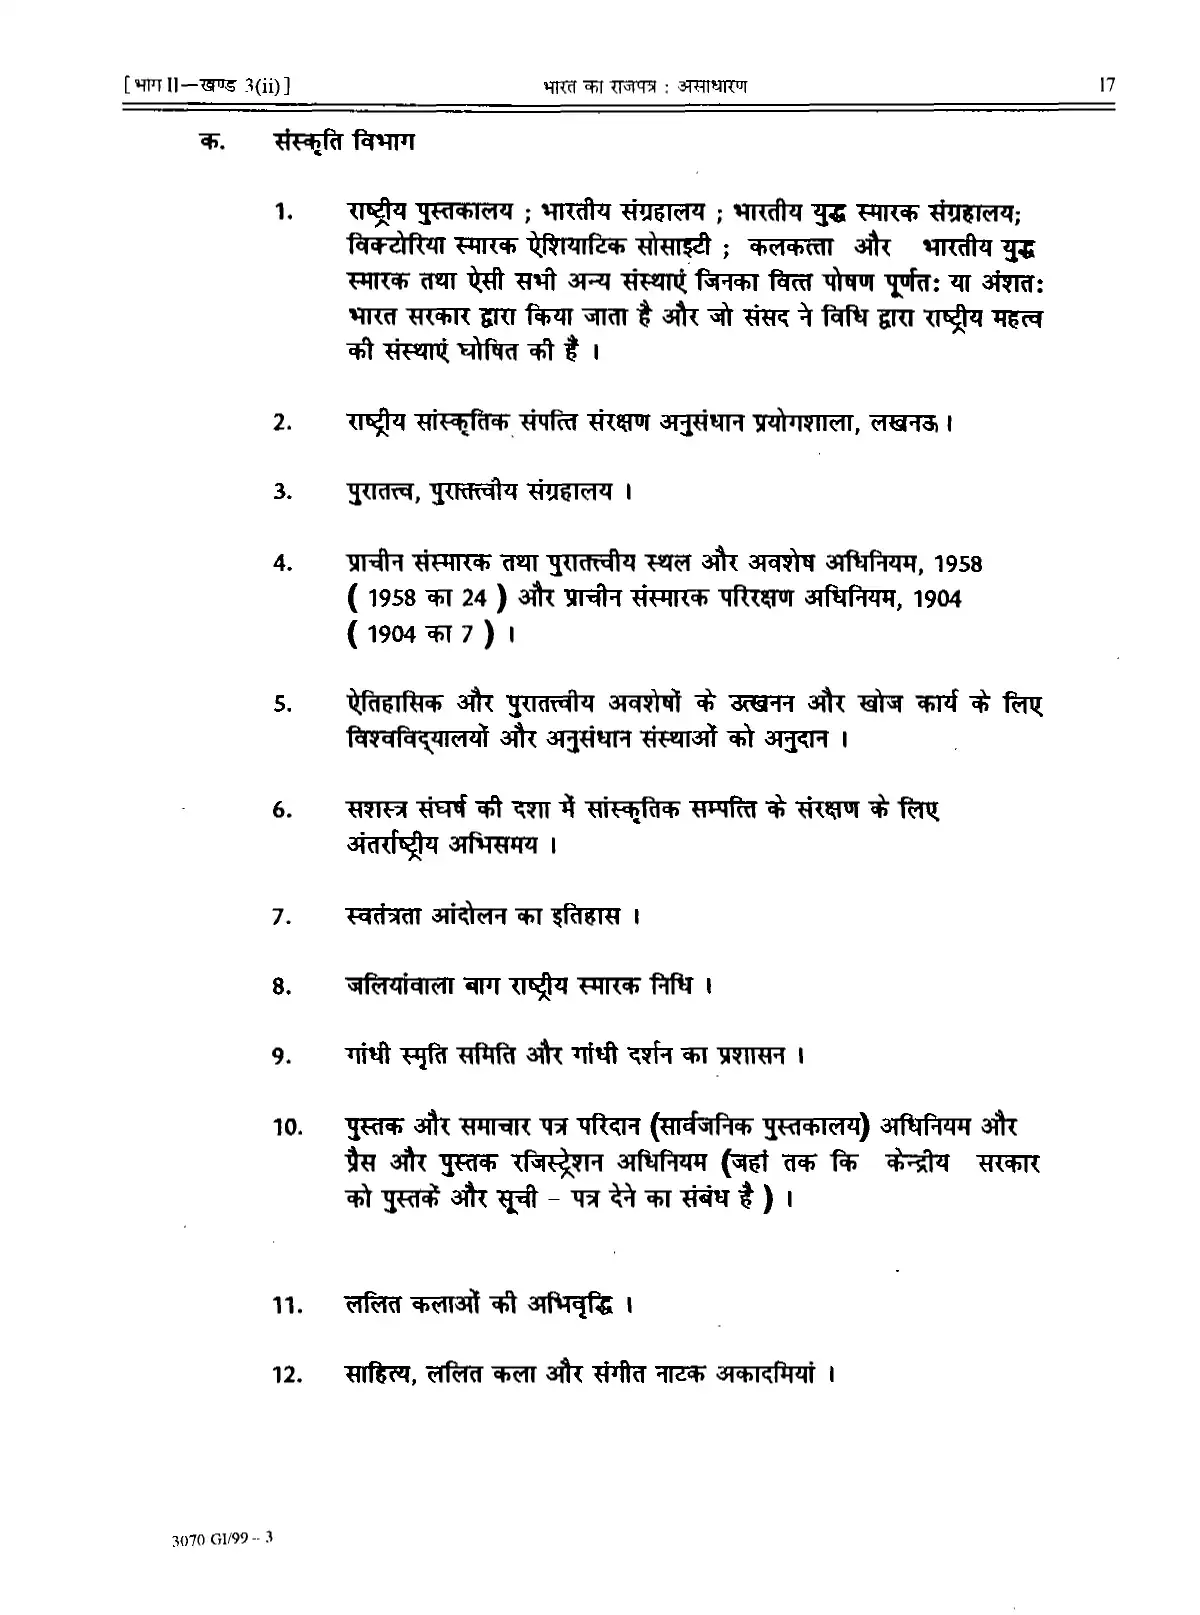 [ भाग II—खण्ड 3(ii) ] भारत का राजपत्र : असाधारण 17
क. संस्कृति विभाग
1. राष्ट्रीय पुस्तकालय ; भारतीय संग्रहालय ; भारतीय युद्ध स्मारक संग्रहालय;
विक्टोरिया स्मारक ऐशियाटिक सोसाइटी ; कलकत्ता और भारतीय युद्ध
स्मारक तथा ऐसी सभी अन्य संस्थाएं जिनका वित्त पोषण पूर्णत: या अंशत:
भारत सरकार द्वारा किया जाता है और जो संसद ने विधि द्वारा राष्ट्रीय महत्व
की संस्थाएं घोषित की हैं ।
2. राष्ट्रीय सांस्कृतिक संपत्ति संरक्षण अनुसंधान प्रयोगशाला, लखनऊ ।
3. पुरातत्व, पुरातत्त्वीय संग्रहालय ।
4. प्राचीन संस्मारक तथा पुरातत्त्वीय स्थल और अवशेष अधिनियम, 1958
( 1958 का 24 ) और प्राचीन संस्मारक परिरक्षण अधिनियम, 1904
( 1904 का 7 ) ।
5. ऐतिहासिक और पुरातत्त्वीय अवशेषों के उत्खनन और खोज कार्य के लिए
विश्वविद्यालयों और अनुसंधान संस्थाओं को अनुदान ।
6. सशस्त्र संघर्ष की दशा में सांस्कृतिक सम्पत्ति के संरक्षण के लिए
अंतर्राष्ट्रीय अभिसमय ।
7. स्वतंत्रता आंदोलन का इतिहास ।
8. जलियांवाला बाग राष्ट्रीय स्मारक निधि ।
9. गांधी स्मृति समिति और गांधी दर्शन का प्रशासन ।
10. पुस्तक और समाचार पत्र परिदान (सार्वजनिक पुस्तकालय) अधिनियम और
प्रैस और पुस्तक रजिस्ट्रेशन अधिनियम (जहां तक कि केन्द्रीय सरकार
को पुस्तकें और सूची – पत्र देने का संबंध है ) ।
11. ललित कलाओं की अभिवृद्धि ।
12. साहित्य, ललित कला और संगीत नाटक अकादमियां ।
3070 GI/99 – 3